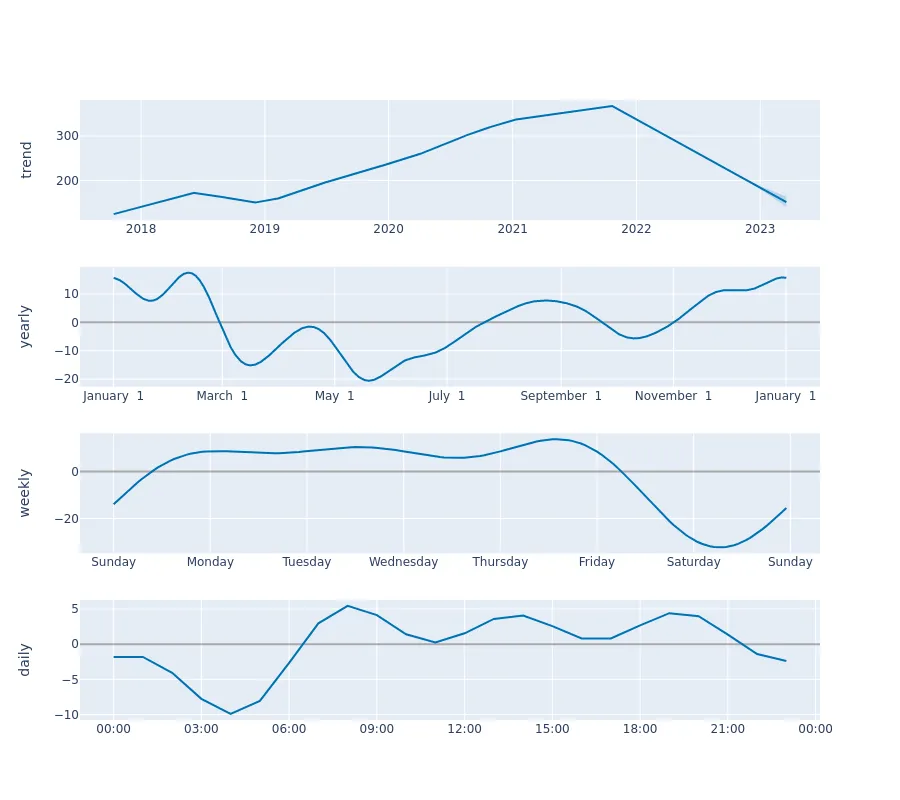 trend
300
200
2018 2019 2020 2021 2022 2023
yearly
10
0
−10
−20
January 1 March 1 May 1 July 1 September 1 November 1 January 1
weekly
0
−20
Sunday Monday Tuesday Wednesday Thursday Friday Saturday Sunday
daily
5
0
−5
−10
00:00 03:00 06:00 09:00 12:00 15:00 18:00 21:00 00:00